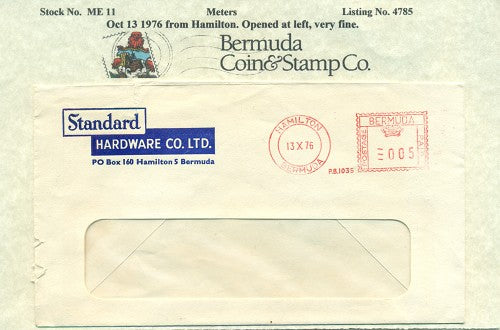 Stock No. ME 11 Meters Listing No. 4785
Oct 13 1976 from Hamilton. Opened at left, very fine.
Bermuda
Coin&Stamp Co.
Standard
HARDWARE CO. LTD.
PO Box 160 Hamilton 5 Bermuda
HAMILTON
13 X 76
BERMUDA
BERMUDA
POSTAGE
PAID
005
P.B.1035